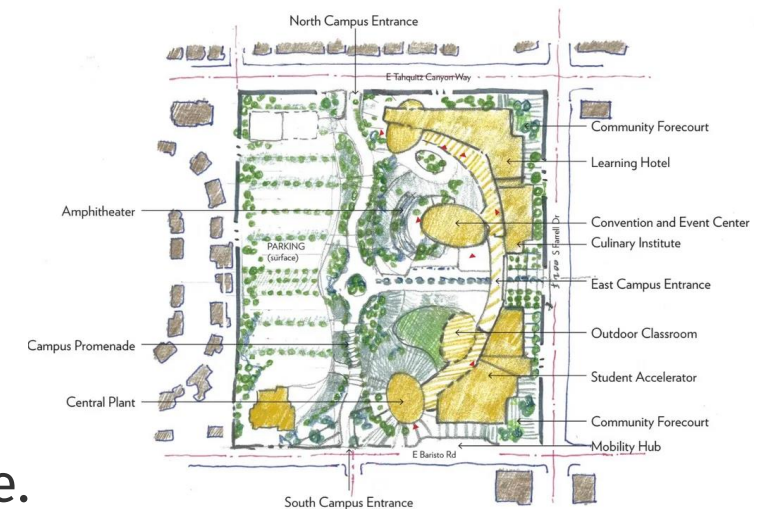 North Campus Entrance
E Tahquitz Canyon Way
Community Forecourt
Learning Hotel
Amphitheater
Convention and Event Center
Culinary Institute
PARKING
(surface)
S Farrell Dr
East Campus Entrance
Outdoor Classroom
Campus Promenade
Student Accelerator
Central Plant
Community Forecourt
Mobility Hub
E Baristo Rd
South Campus Entrance
e.